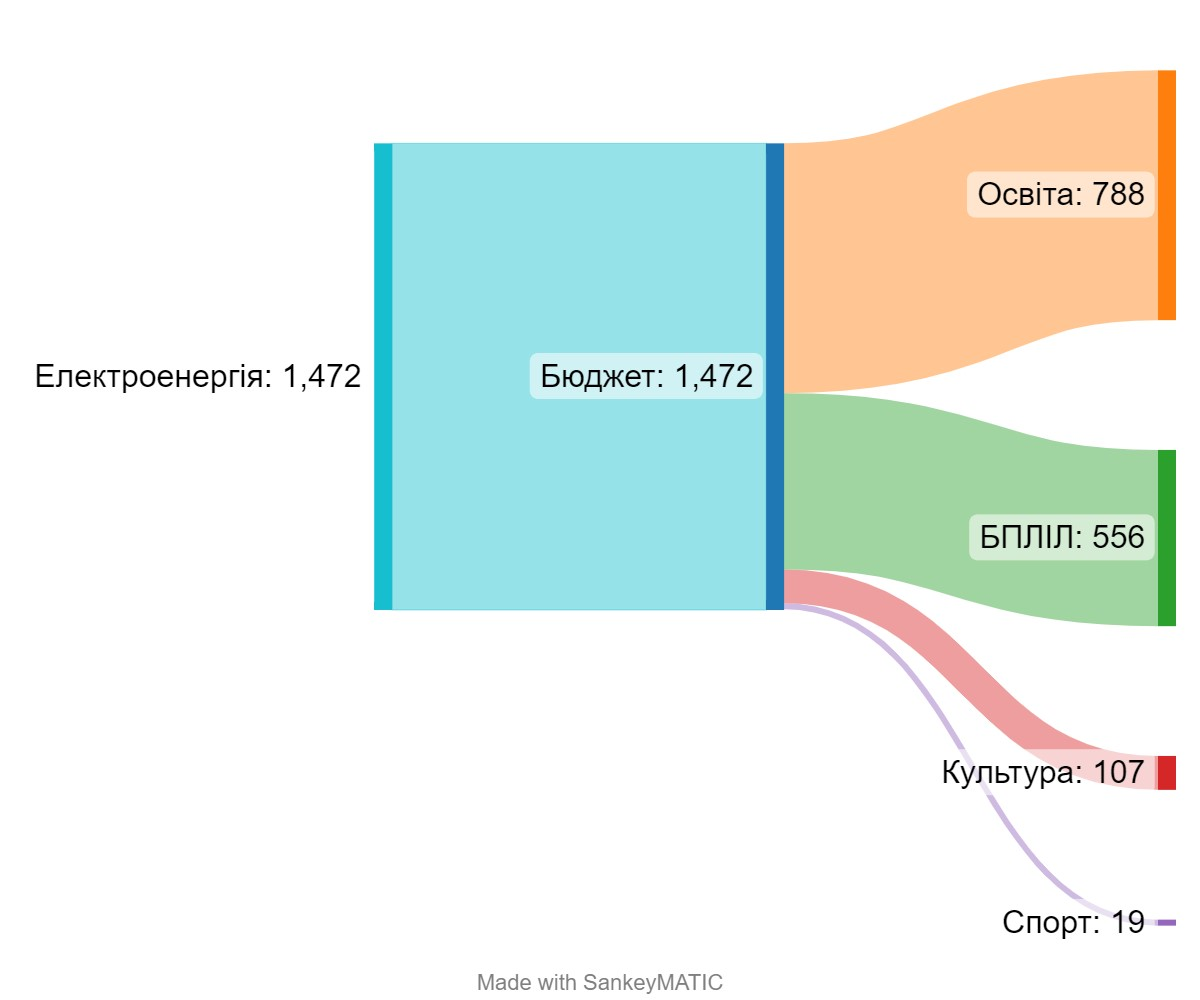 Освіта: 788
Електроенергія: 1,472
Бюджет: 1,472
БПЛІЛ: 556
Культура: 107
Спорт: 19
Made with SankeyMATIC